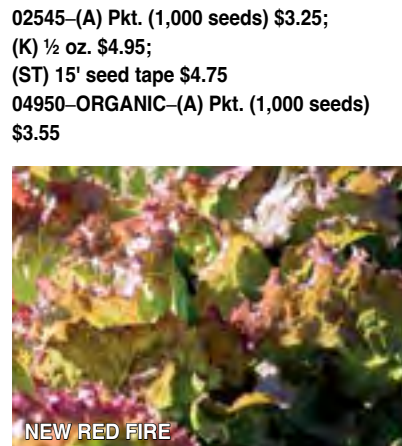 02545–(A) Pkt. (1,000 seeds) $3.25;
(K) ½ oz. $4.95;
(ST) 15' seed tape $4.75
04950–ORGANIC–(A) Pkt. (1,000 seeds)
$3.55
NEW RED FIRE